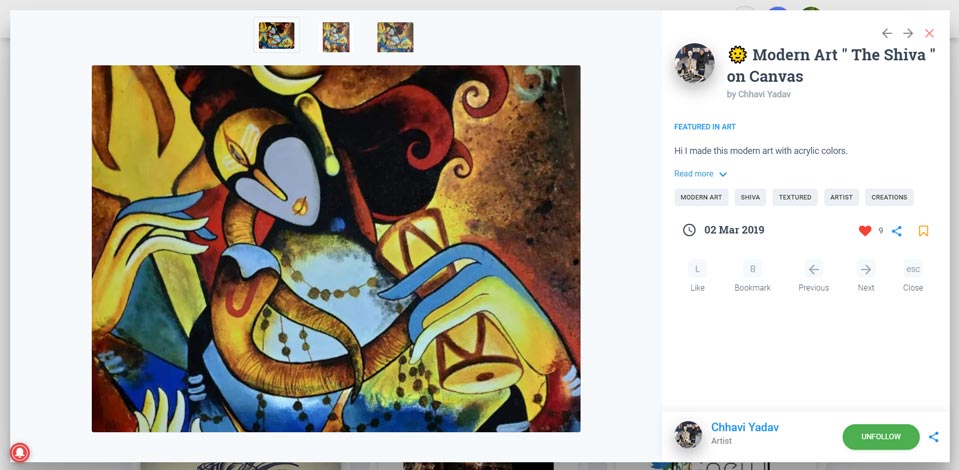 🌞 Modern Art " The Shiva "
on Canvas
by Chhavi Yadav
FEATURED IN ART
Hi I made this modern art with acrylic colors.
Read more
MODERN ART SHIVA TEXTURED ARTIST CREATIONS
02 Mar 2019 9
L B esc
Like Bookmark Previous Next Close
Chhavi Yadav
Artist
UNFOLLOW